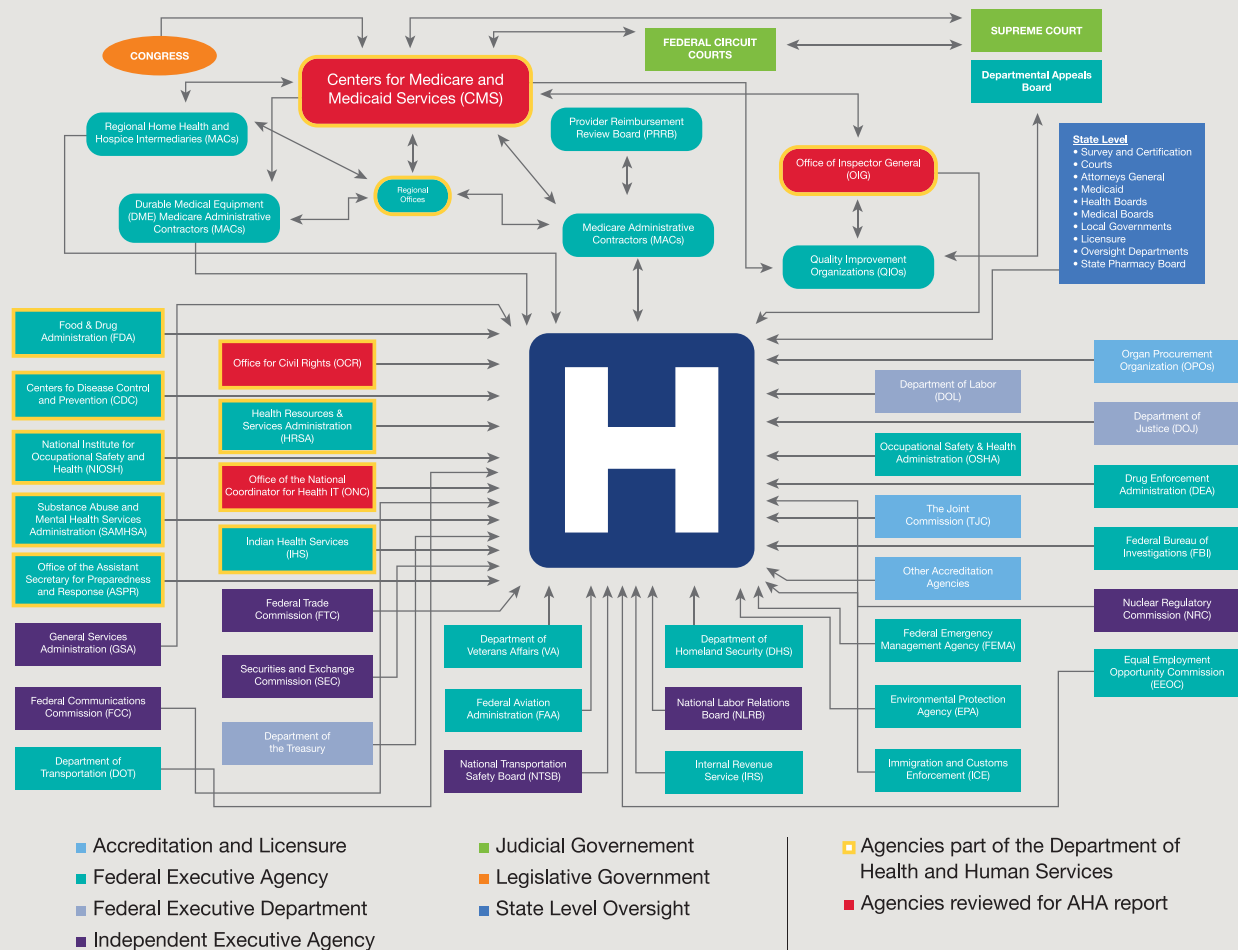 CONGRESS
FEDERAL CIRCUIT
COURTS
SUPREME COURT
Departmental Appeals
Board
Centers for Medicare and
Medicaid Services (CMS)
Regional Home Health and
Hospice Intermediaries (MACs)
Provider Reimbursement
Review Board (PRRB)
Office of Inspector General
(OIG)
State Level
• Survey and Certification
• Courts
• Attorneys General
• Medicaid
• Health Boards
• Medical Boards
• Local Governments
• Licensure
• Oversight Departments
• State Pharmacy Board
Regional
Offices
Durable Medical Equipment
(DME) Medicare Administrative
Contractors (MACs)
Medicare Administrative
Contractors (MACs)
Quality Improvement
Organizations (QIOs)
Food & Drug
Administration (FDA)
Centers fo Disease Control
and Prevention (CDC)
National Institute for
Occupational Safety and
Health (NIOSH)
Substance Abuse and
Mental Health Services
Administration (SAMHSA)
Office of the Assistant
Secretary for Preparedness
and Response (ASPR)
General Services
Administration (GSA)
Federal Communications
Commission (FCC)
Department of
Transportation (DOT)
Office for Civil Rights (OCR)
Health Resources &
Services Administration
(HRSA)
Office of the National
Coordinator for Health IT (ONC)
Indian Health Services
(IHS)
Federal Trade
Commission (FTC)
Securities and Exchange
Commission (SEC)
Department of
the Treasury
H
Department of
Veterans Affairs (VA)
Federal Aviation
Administration (FAA)
National Transportation
Safety Board (NTSB)
Department of
Homeland Security (DHS)
National Labor Relations
Board (NLRB)
Internal Revenue
Service (IRS)
Department of Labor
(DOL)
Occupational Safety & Health
Administration (OSHA)
The Joint
Commission (TJC)
Other Accreditation
Agencies
Federal Emergency
Management Agency (FEMA)
Environmental Protection
Agency (EPA)
Immigration and Customs
Enforcement (ICE)
Organ Procurement
Organization (OPOs)
Department of
Justice (DOJ)
Drug Enforcement
Administration (DEA)
Federal Bureau of
Investigations (FBI)
Nuclear Regulatory
Commission (NRC)
Equal Employment
Opportunity Commission
(EEOC)
Accreditation and Licensure
Federal Executive Agency
Federal Executive Department
Independent Executive Agency
Judicial Governement
Legislative Government
State Level Oversight
Agencies part of the Department of
Health and Human Services
Agencies reviewed for AHA report